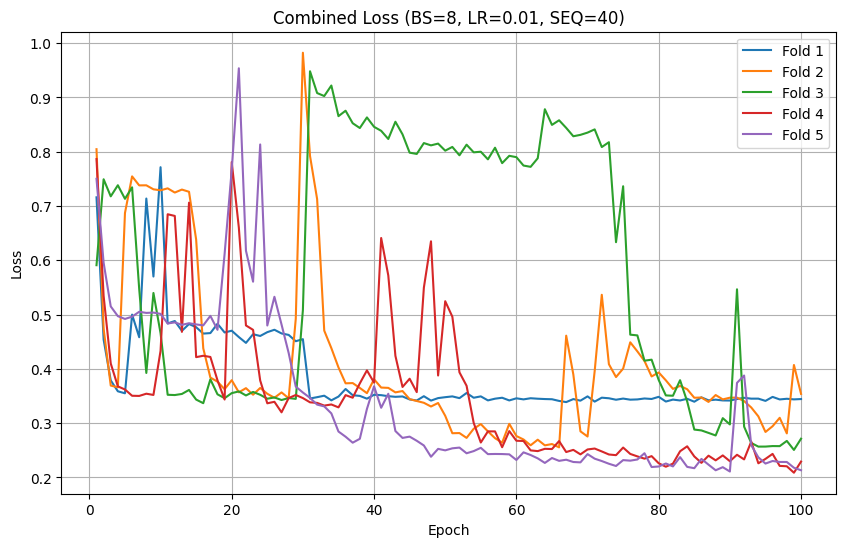 Combined Loss (BS=8, LR=0.01, SEQ=40)
Loss
1.0
0.9
0.8
0.7
0.6
0.5
0.4
0.3
0.2
Fold 1
Fold 2
Fold 3
Fold 4
Fold 5
0 20 40 60 80 100
Epoch